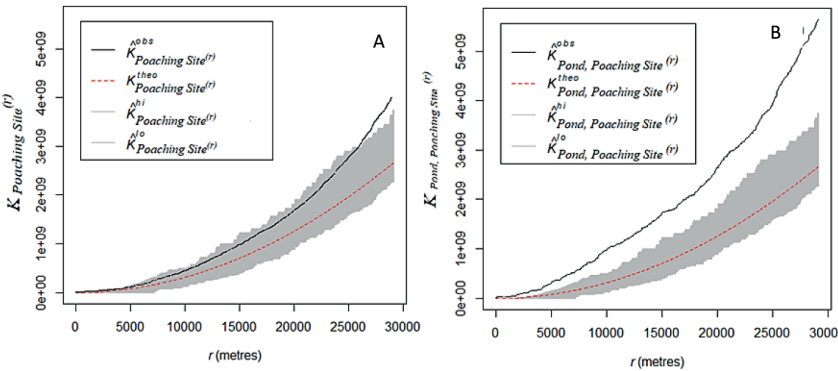 A
K̂ obs Poaching Site(r)
K theo Poaching Site(r)
K̂ hi Poaching Site(r)
K̂ lo Poaching Site(r)
K Poaching Site (r)
5e+09
4e+09
3e+09
2e+09
1e+09
0e+00
0 5000 10000 15000 20000 25000 30000
r (metres)
B
K̂ obs Pond, Poaching Site (r)
K theo Pond, Poaching Site (r)
K̂ hi Pond, Poaching Site (r)
K̂ lo Pond, Poaching Site (r)
K Pond, Poaching Site (r)
5e+09
4e+09
3e+09
2e+09
1e+09
0e+00
0 5000 10000 15000 20000 25000 3000
r (metres)